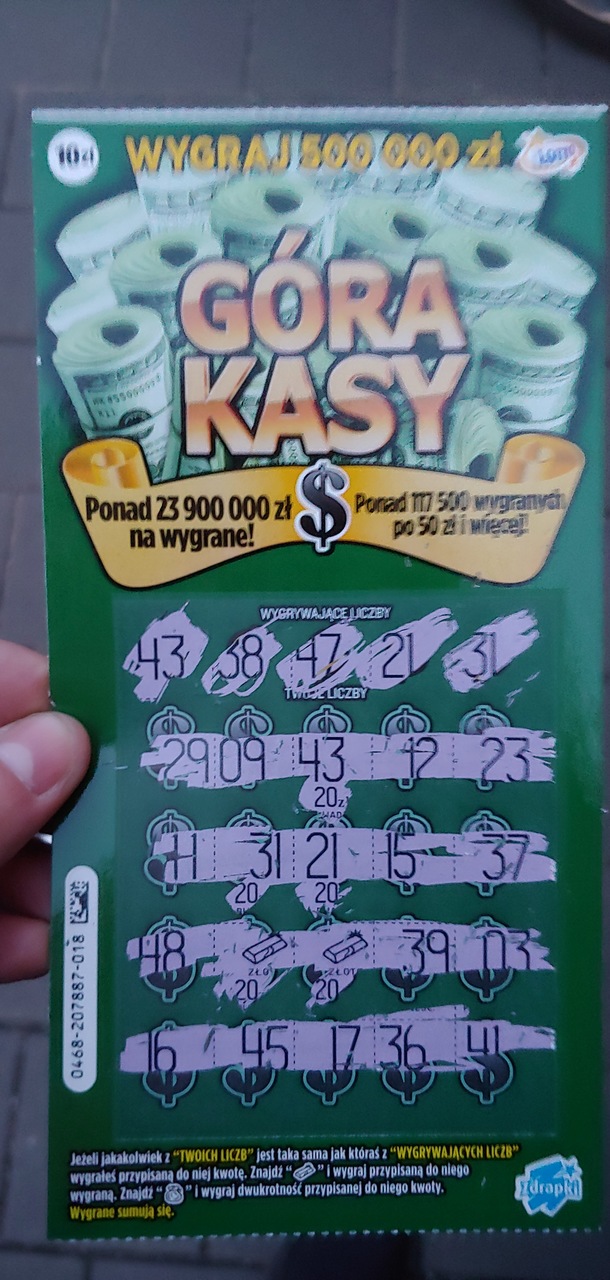 10zł WYGRAJ 500 000 zł LOTTO
GÓRA
KASY
Ponad 23 900 000 zł
na wygrane!
$
Ponad 117 500 wygranych
po 50 zł i więcej!
WYGRYWAJĄCE LICZBY
43 38 47 21 31
TWOJE LICZBY
29 09 43 12 23
20zł
11 31 21 15 37
20 20
48 39 03
ZŁO ZŁOT
20 20
16 45 17 36 41
0468-207887-018
Jeżeli jakakolwiek z "TWOICH LICZB" jest taka sama jak któraś z "WYGRYWAJĄCYCH LICZB"
wygrałeś przypisaną do niej kwotę. Znajdź " " i wygraj przypisaną do niego
wygraną. Znajdź " " i wygraj dwukrotność przypisanej do niego kwoty.
Wygrane sumują się.
Zdrapki